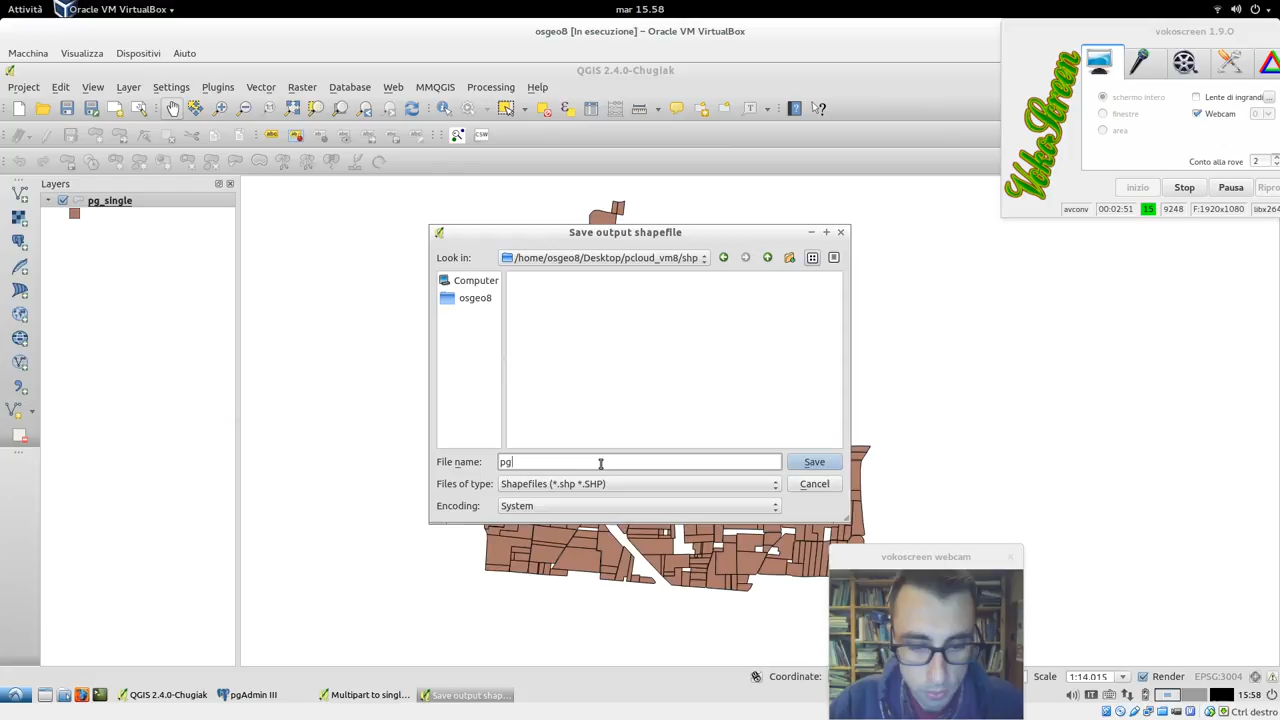 Attività
Oracle VM VirtualBox
mar 15.58
osgeo8 [In esecuzione] – Oracle VM VirtualBox
vokoscreen 1.9.0
Macchina Visualizza Dispositivi Aiuto
QGIS 2.4.0-Chugiak
Project Edit View Layer Settings Plugins Vector Raster Database Web MMQGIS Processing Help
VokoScreen
schermo intero
Lente di ingrandi...
finestre
Webcam
0
area
Conto alla rove 2
inizio Stop Pausa Ripro
avconv 00:02:51 15 9248 F:1920x1080 libx264
abc
CSW
Layers
pg_single
Save output shapefile
Look in: /home/osgeo8/Desktop/pcloud_vm8/shp
Computer
osgeo8
File name: pg
Save
Files of type: Shapefiles (*.shp *.SHP)
Cancel
Encoding: System
vokoscreen webcam
Coordinate:
Scale 1:14.015
Render
EPSG:3004
QGIS 2.4.0-Chugiak
pgAdmin III
Multipart to singl...
Save output shap...
15:58
Ctrl destro